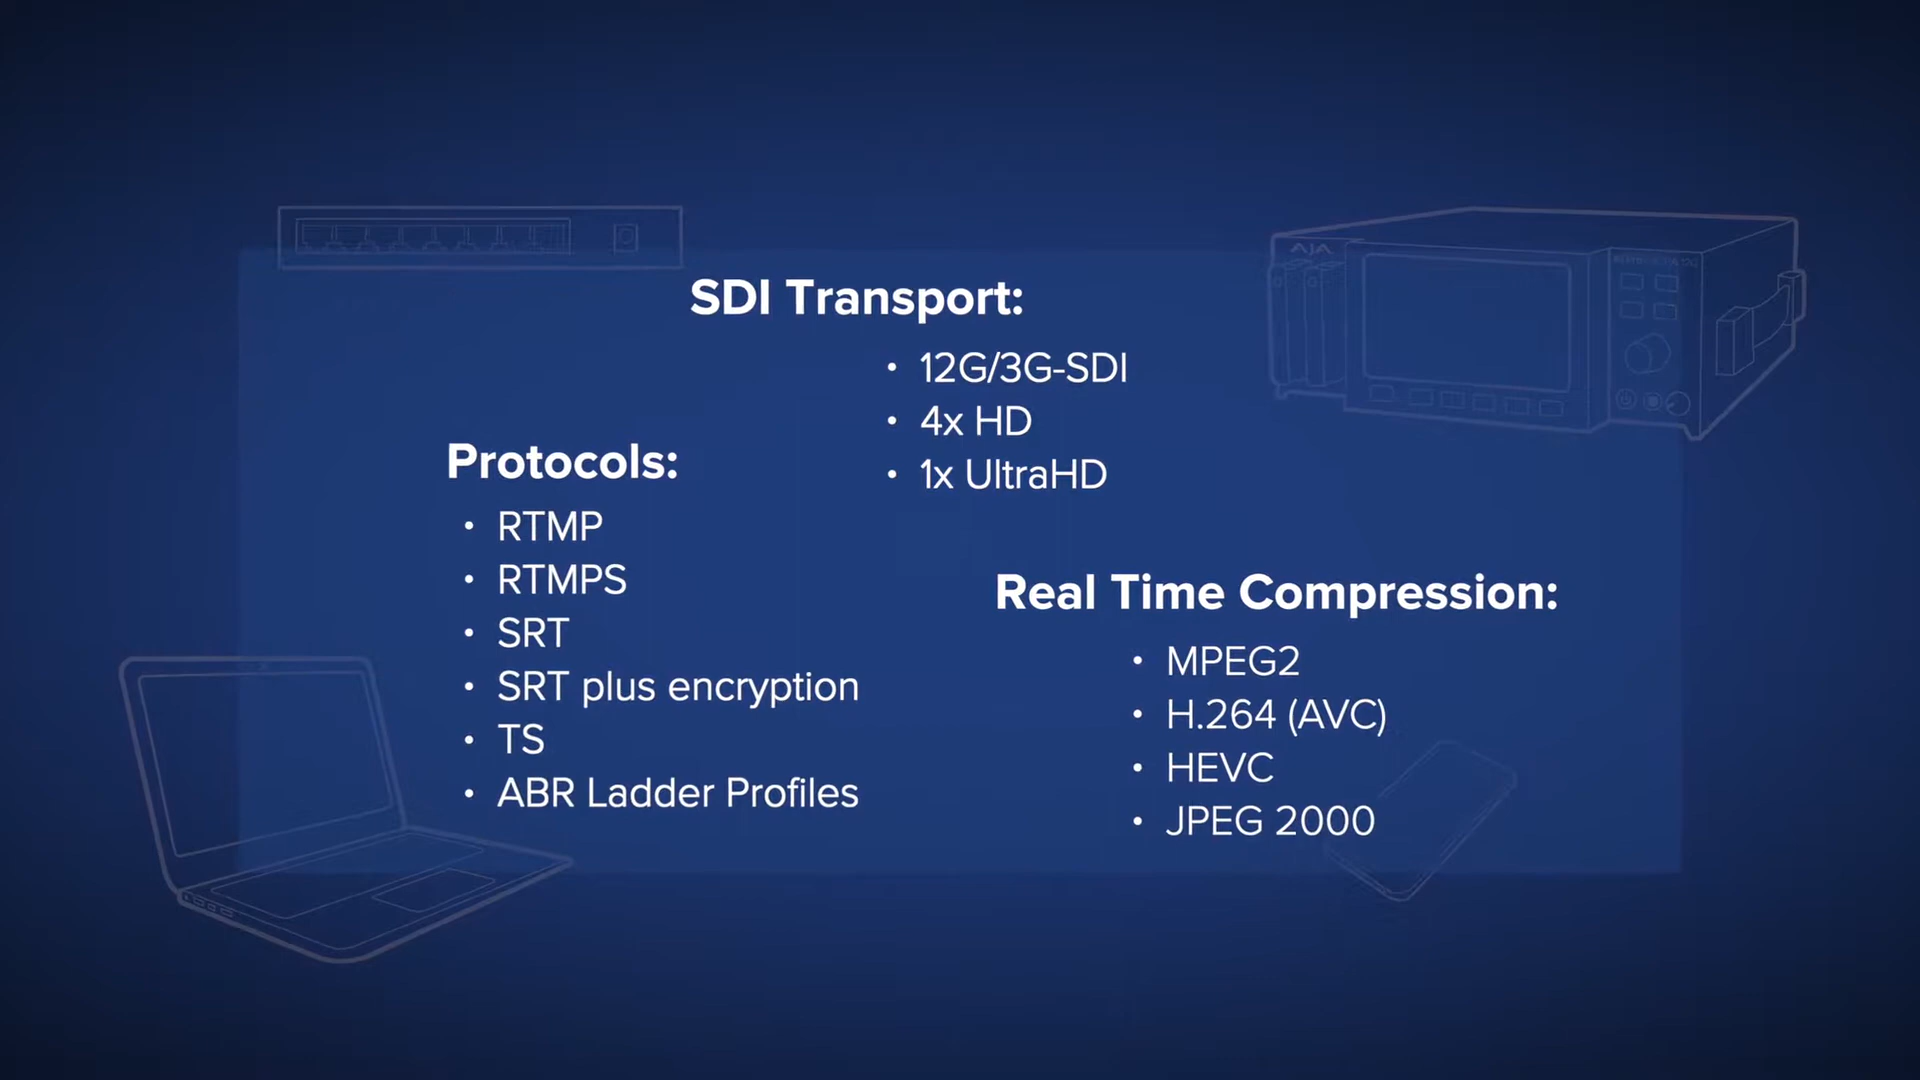 AJA
SDI Transport:
• 12G/3G-SDI
• 4x HD
• 1x UltraHD
Protocols:
• RTMP
• RTMPS
• SRT
• SRT plus encryption
• TS
• ABR Ladder Profiles
Real Time Compression:
• MPEG2
• H.264 (AVC)
• HEVC
• JPEG 2000